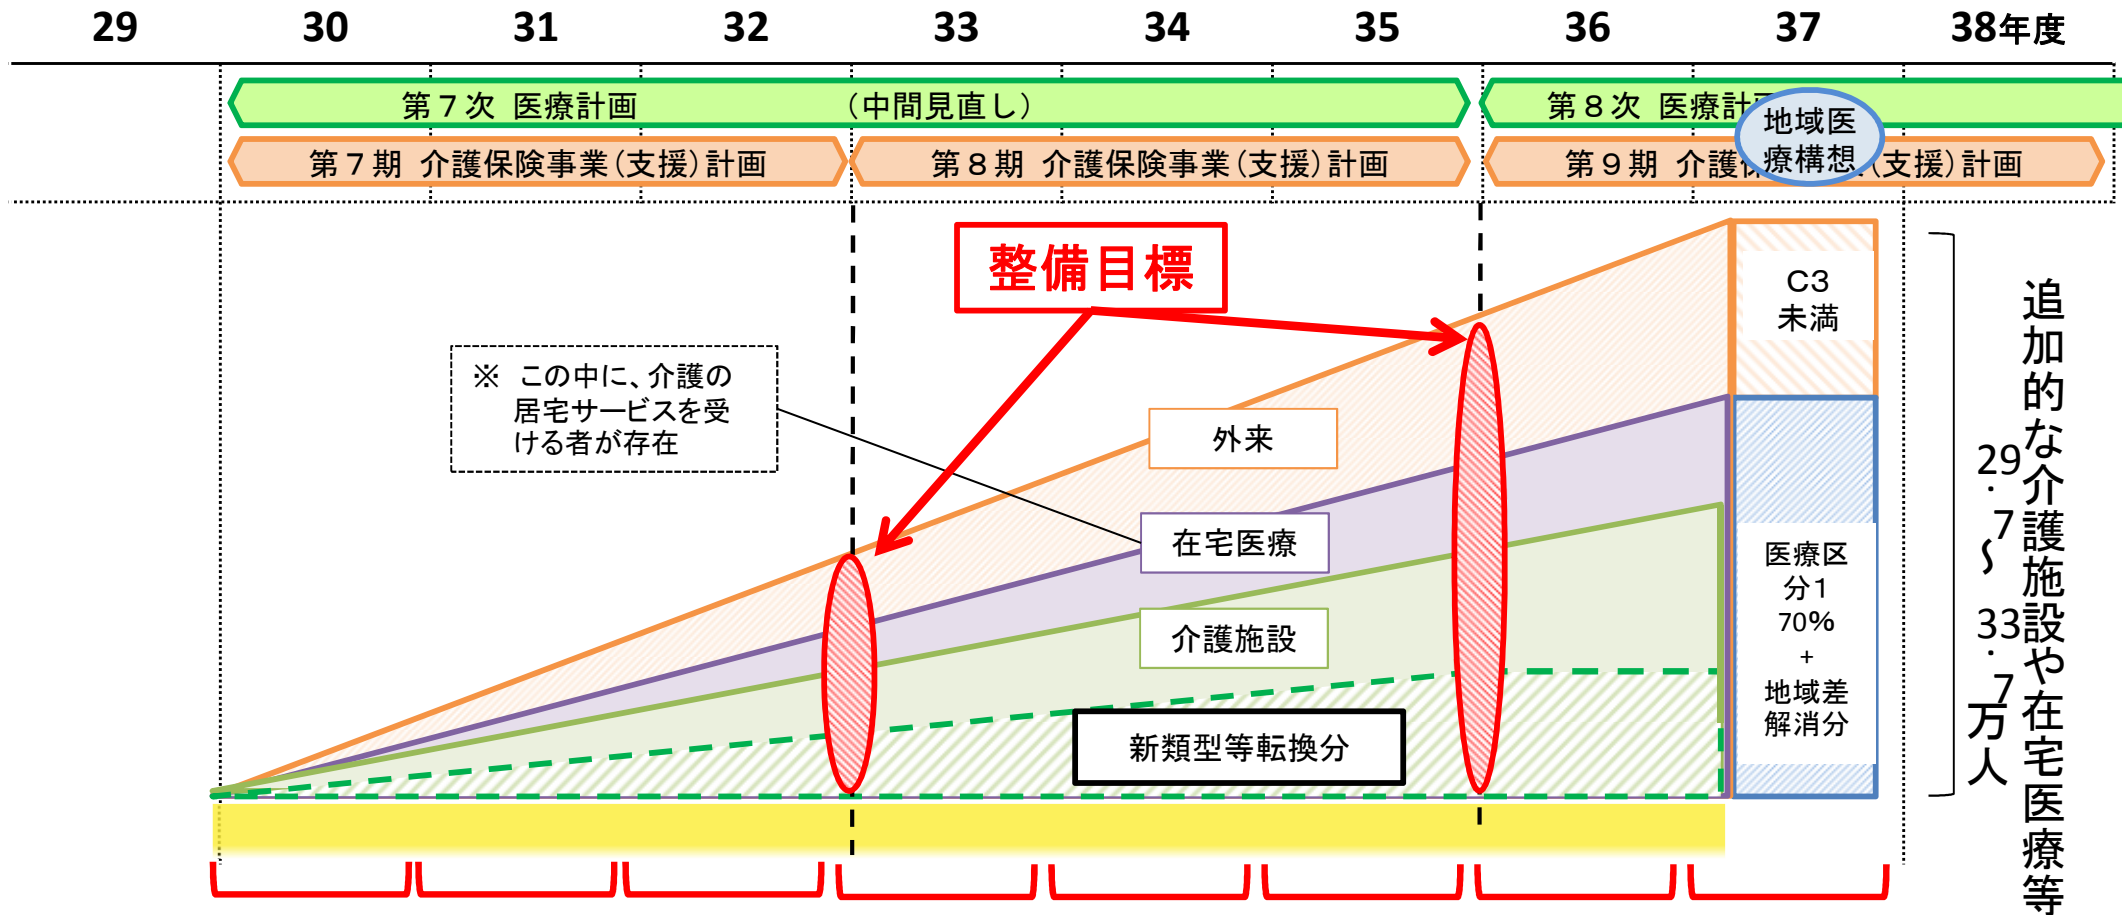 29 30 31 32 33 34 35 36 37 38年度
第７次 医療計画 （中間見直し）
第８次 医療計
地域医
療構想
第７期 介護保険事業（支援）計画
第８期 介護保険事業（支援）計画
第９期 介護 （支援）計画
整備目標
※ この中に、介護の
居宅サービスを受
ける者が存在
外来
在宅医療
介護施設
新類型等転換分
C3
未満
医療区
分1
70%
+
地域差
解消分
追加的な介護施設や在宅医療等
29.7～33.7万人